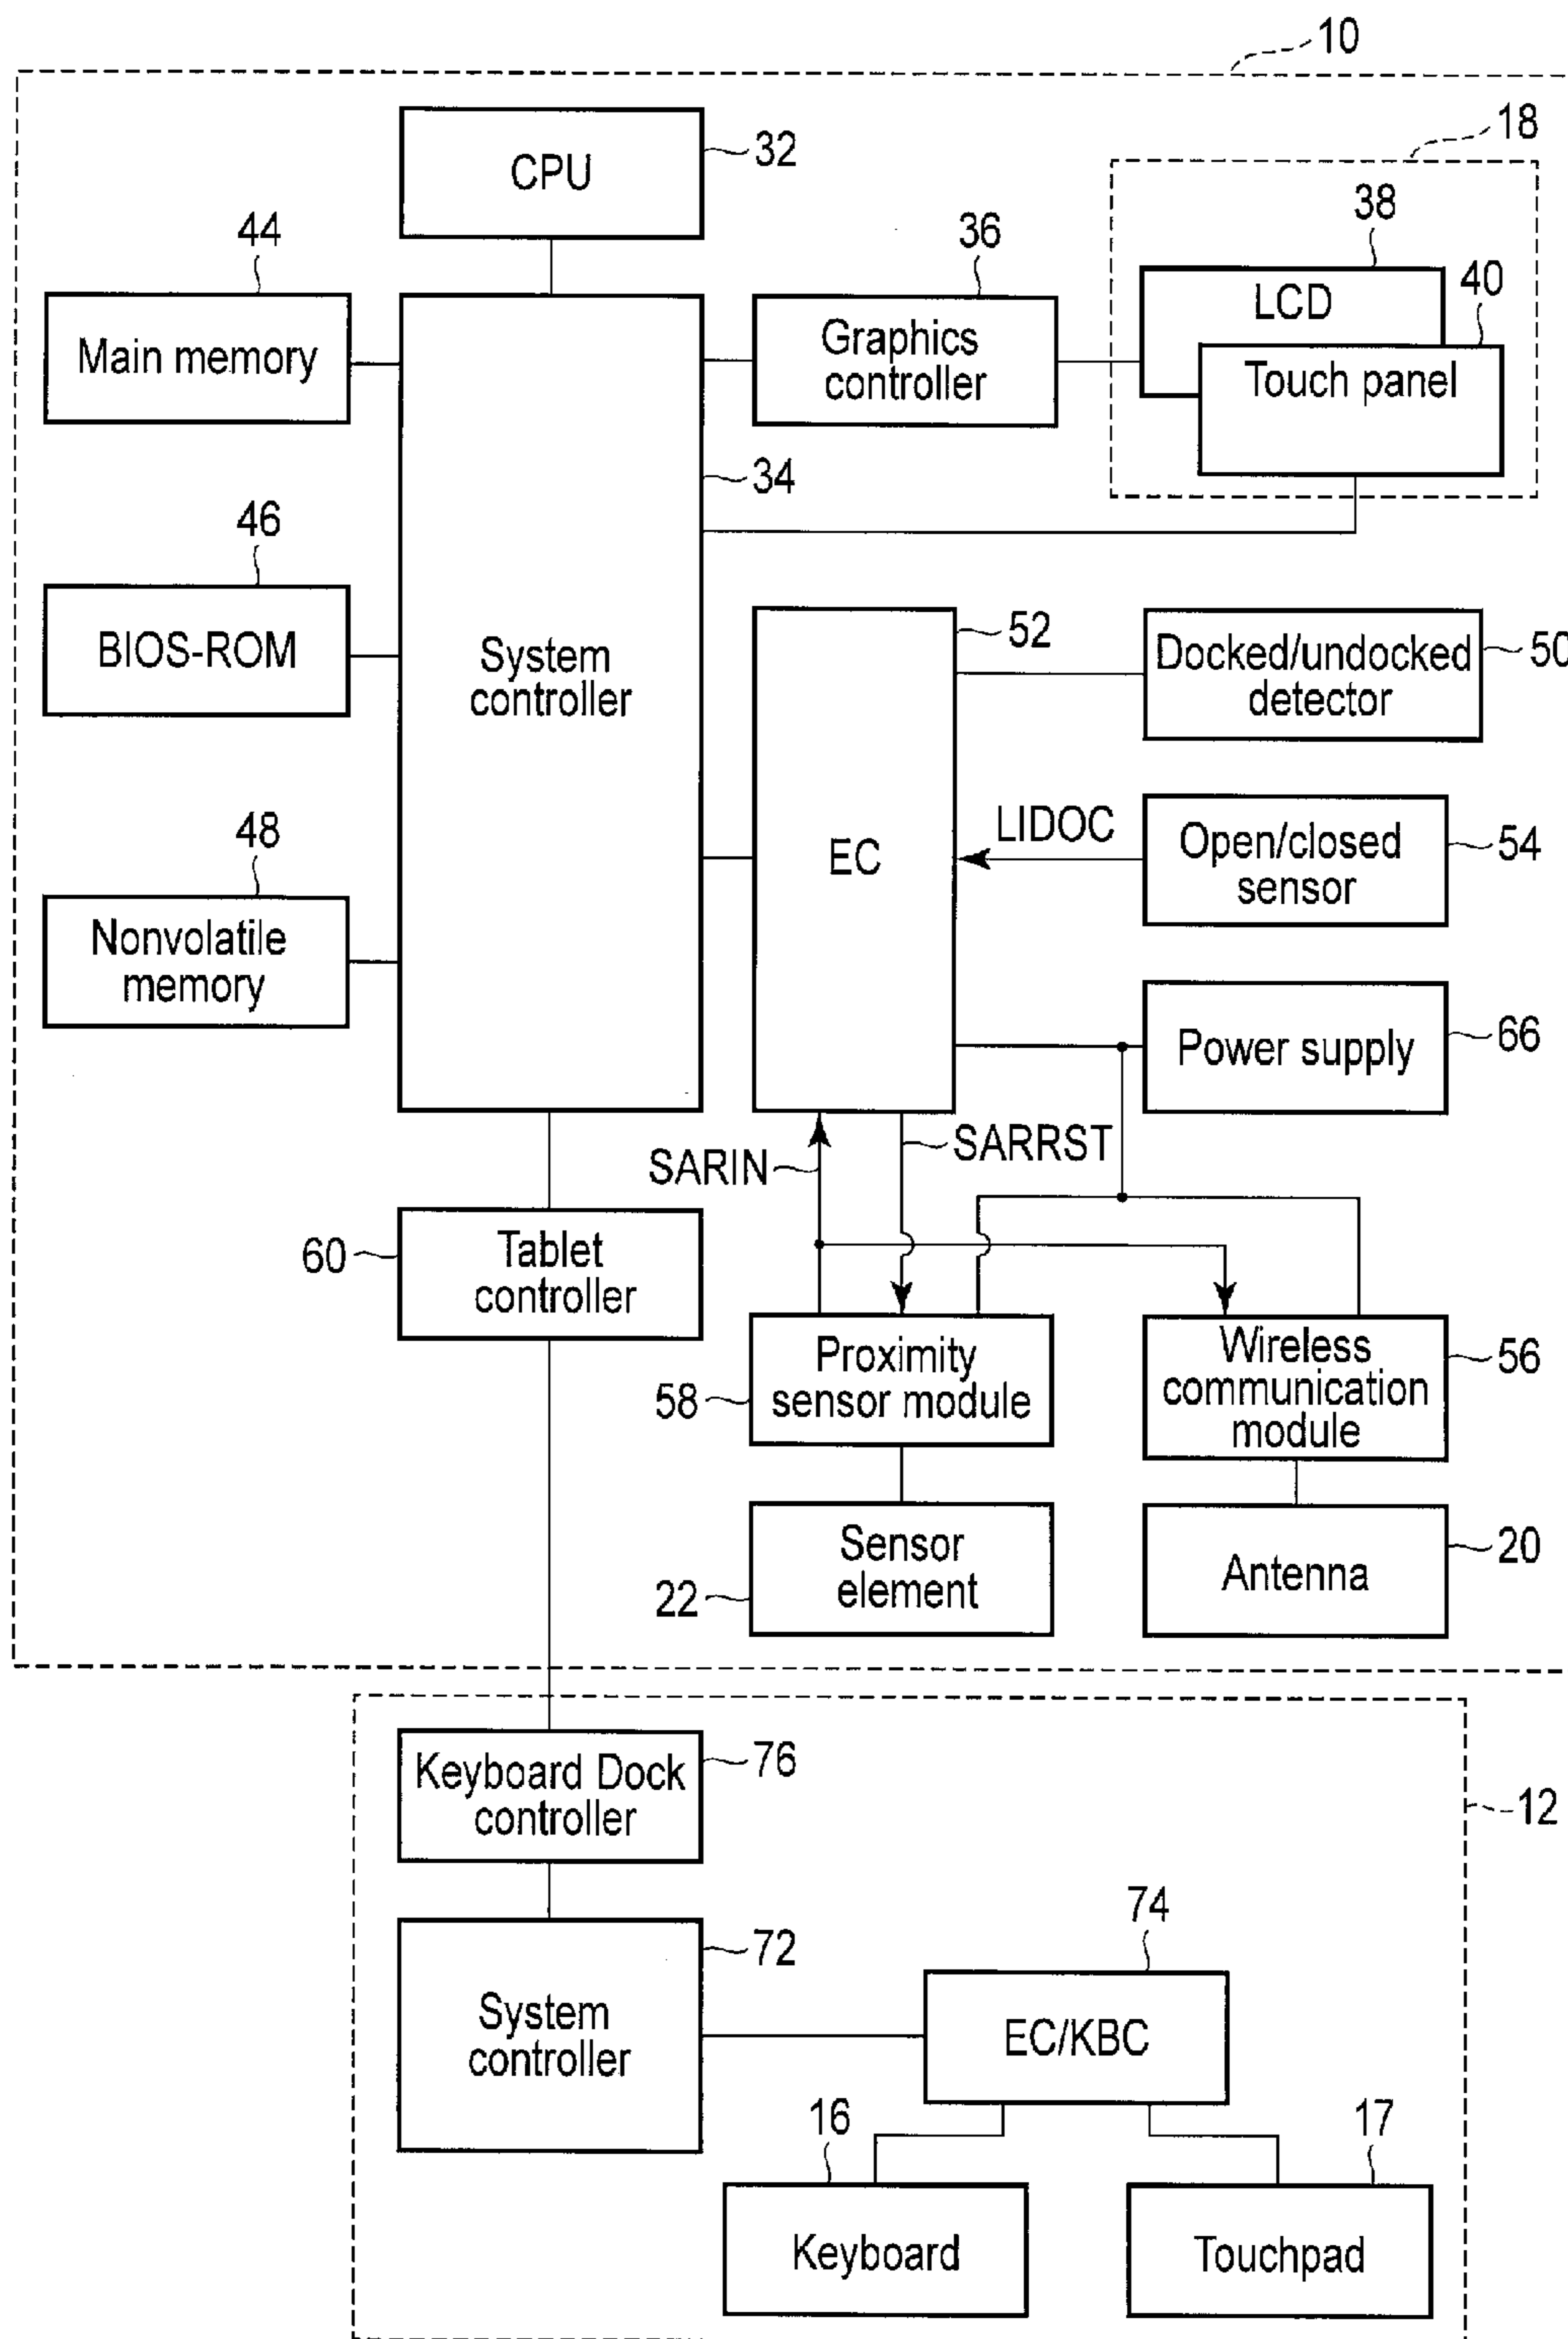 10
18
CPU
32
38
44
36
40
LCD
Main memory
Graphics
controller
Touch panel
34
46
52
BIOS-ROM
System
controller
Docked/undocked
detector
50
48
LIDOC
EC
Open/closed
sensor
54
Nonvolatile
memory
Power supply
66
SARIN
SARRST
60
Tablet
controller
Proximity
sensor module
58
Wireless
communication
module
56
Sensor
element
22
Antenna
20
Keyboard Dock
controller
76
12
72
74
System
controller
EC/KBC
16
17
Keyboard
Touchpad